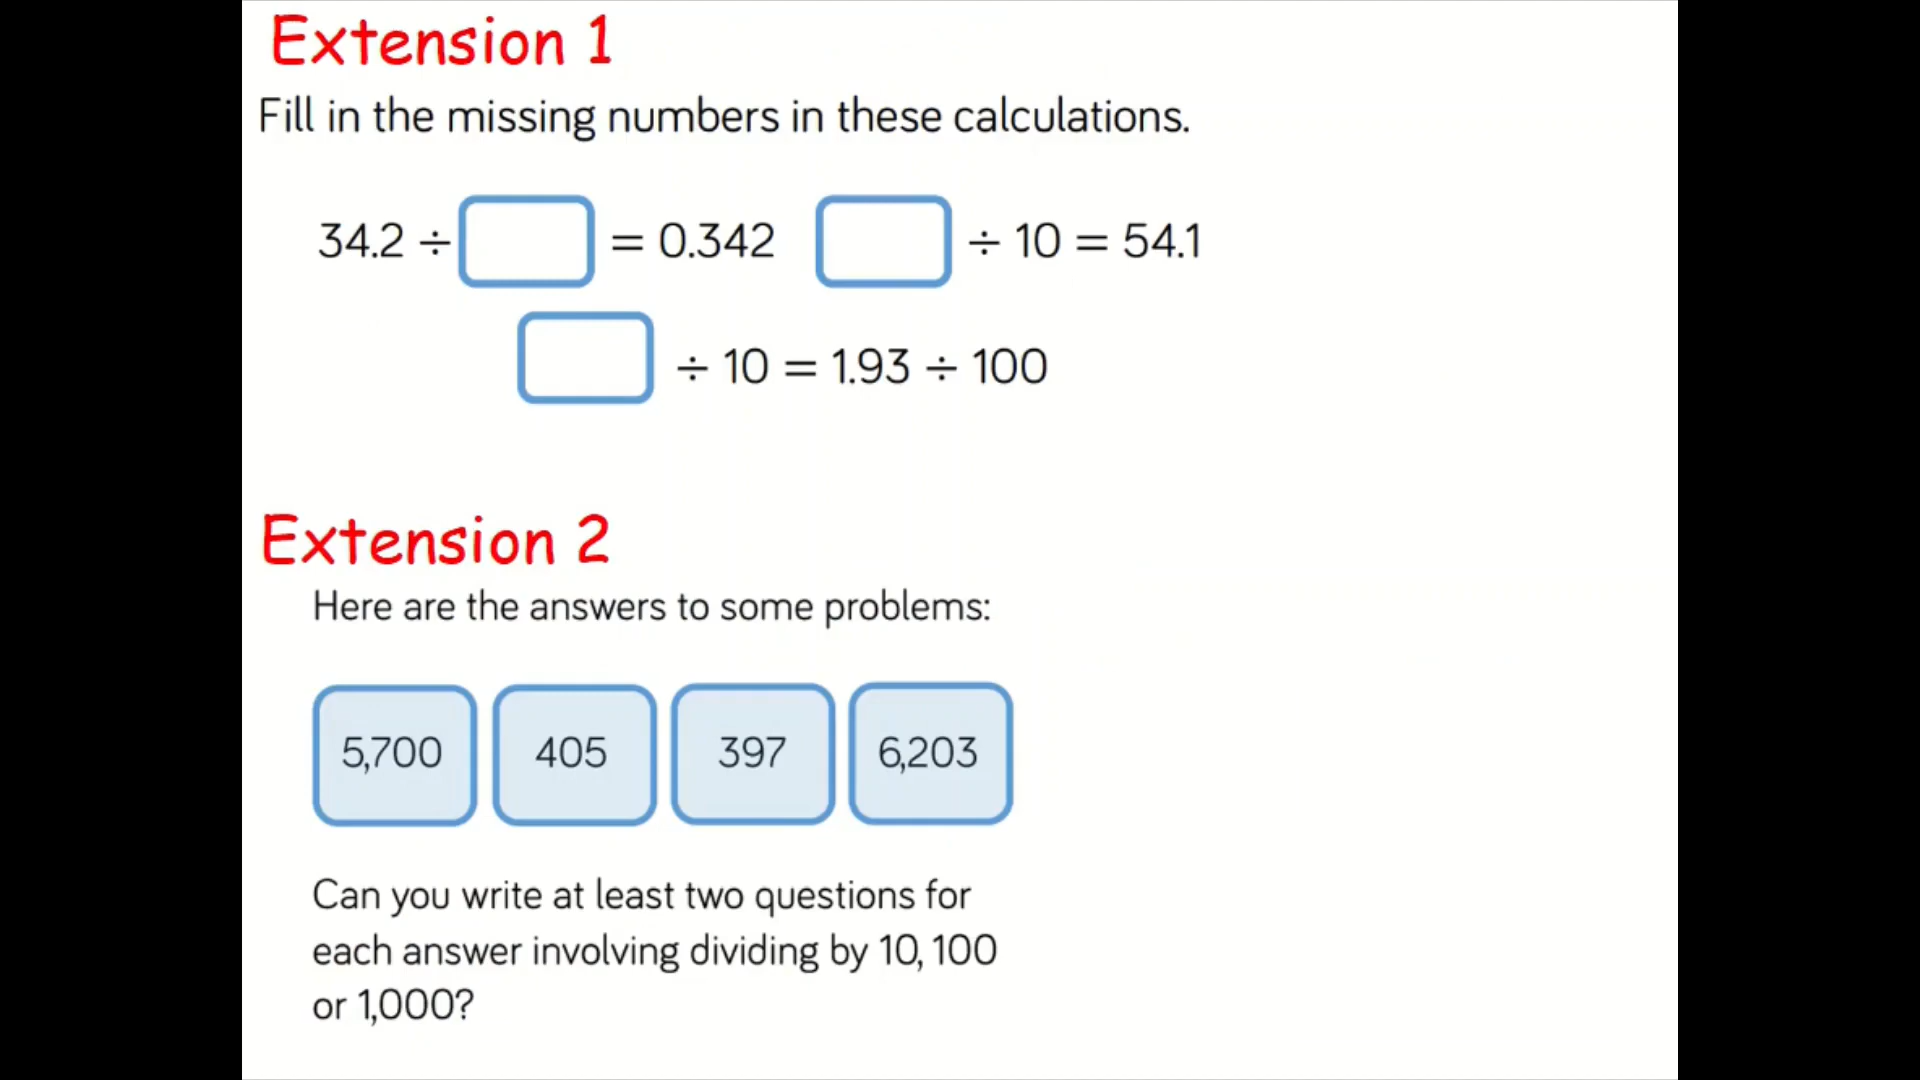 Extension 1
Fill in the missing numbers in these calculations.
34.2 ÷ = 0.342 ÷ 10 = 54.1
÷ 10 = 1.93 ÷ 100
Extension 2
Here are the answers to some problems:
5,700 405 397 6,203
Can you write at least two questions for
each answer involving dividing by 10, 100
or 1,000?